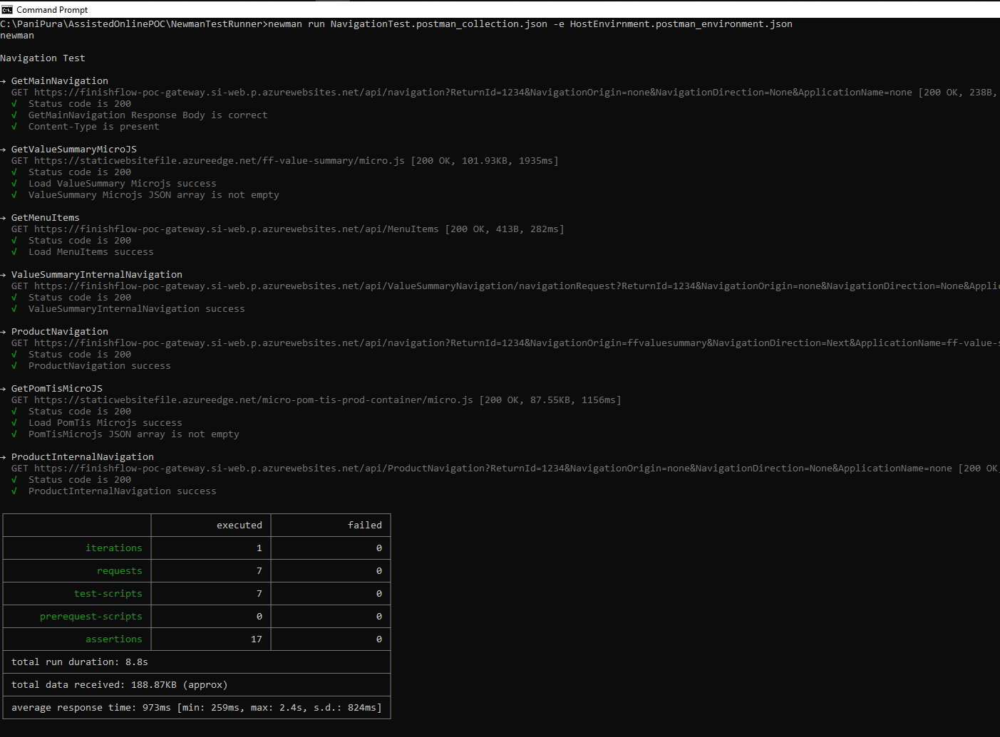 Command Prompt
C:\PaniPura\AssistedOnlinePOC\NewmanTestRunner>newman run NavigationTest.postman_collection.json -e HostEnvirnment.postman_environment.json
newman
Navigation Test
→ GetMainNavigation
GET https://finishflow-poc-gateway.si-web.p.azurewebsites.net/api/navigation?ReturnId=1234&NavigationOrigin=none&NavigationDirection=None&ApplicationName=none [200 OK, 238B,
√ Status code is 200
√ GetMainNavigation Response Body is correct
√ Content-Type is present
→ GetValueSummaryMicroJS
GET https://staticwebsitefile.azureedge.net/ff-value-summary/micro.js [200 OK, 101.93KB, 1935ms]
√ Status code is 200
√ Load ValueSummary Microjs success
√ ValueSummary Microjs JSON array is not empty
→ GetMenuItems
GET https://finishflow-poc-gateway.si-web.p.azurewebsites.net/api/MenuItems [200 OK, 413B, 282ms]
√ Status code is 200
√ Load MenuItems success
→ ValueSummaryInternalNavigation
GET https://finishflow-poc-gateway.si-web.p.azurewebsites.net/api/ValueSummaryNavigation/navigationRequest?ReturnId=1234&NavigationOrigin=none&NavigationDirection=None&Appli
√ Status code is 200
√ ValueSummaryInternalNavigation success
→ ProductNavigation
GET https://finishflow-poc-gateway.si-web.p.azurewebsites.net/api/navigation?ReturnId=1234&NavigationOrigin=ffvaluesummary&NavigationDirection=Next&ApplicationName=ff-value-s
√ Status code is 200
√ ProductNavigation success
→ GetPomTisMicroJS
GET https://staticwebsitefile.azureedge.net/micro-pom-tis-prod-container/micro.js [200 OK, 87.55KB, 1156ms]
√ Status code is 200
√ Load PomTis Microjs success
√ PomTisMicrojs JSON array is not empty
→ ProductInternalNavigation
GET https://finishflow-poc-gateway.si-web.p.azurewebsites.net/api/ProductNavigation?ReturnId=1234&NavigationOrigin=none&NavigationDirection=None&ApplicationName=none [200 OK,
√ Status code is 200
√ ProductInternalNavigation success
executed failed
iterations 1 0
requests 7 0
test-scripts 7 0
prerequest-scripts 0 0
assertions 17 0
total run duration: 8.8s
total data received: 188.87KB (approx)
average response time: 973ms [min: 259ms, max: 2.4s, s.d.: 824ms]